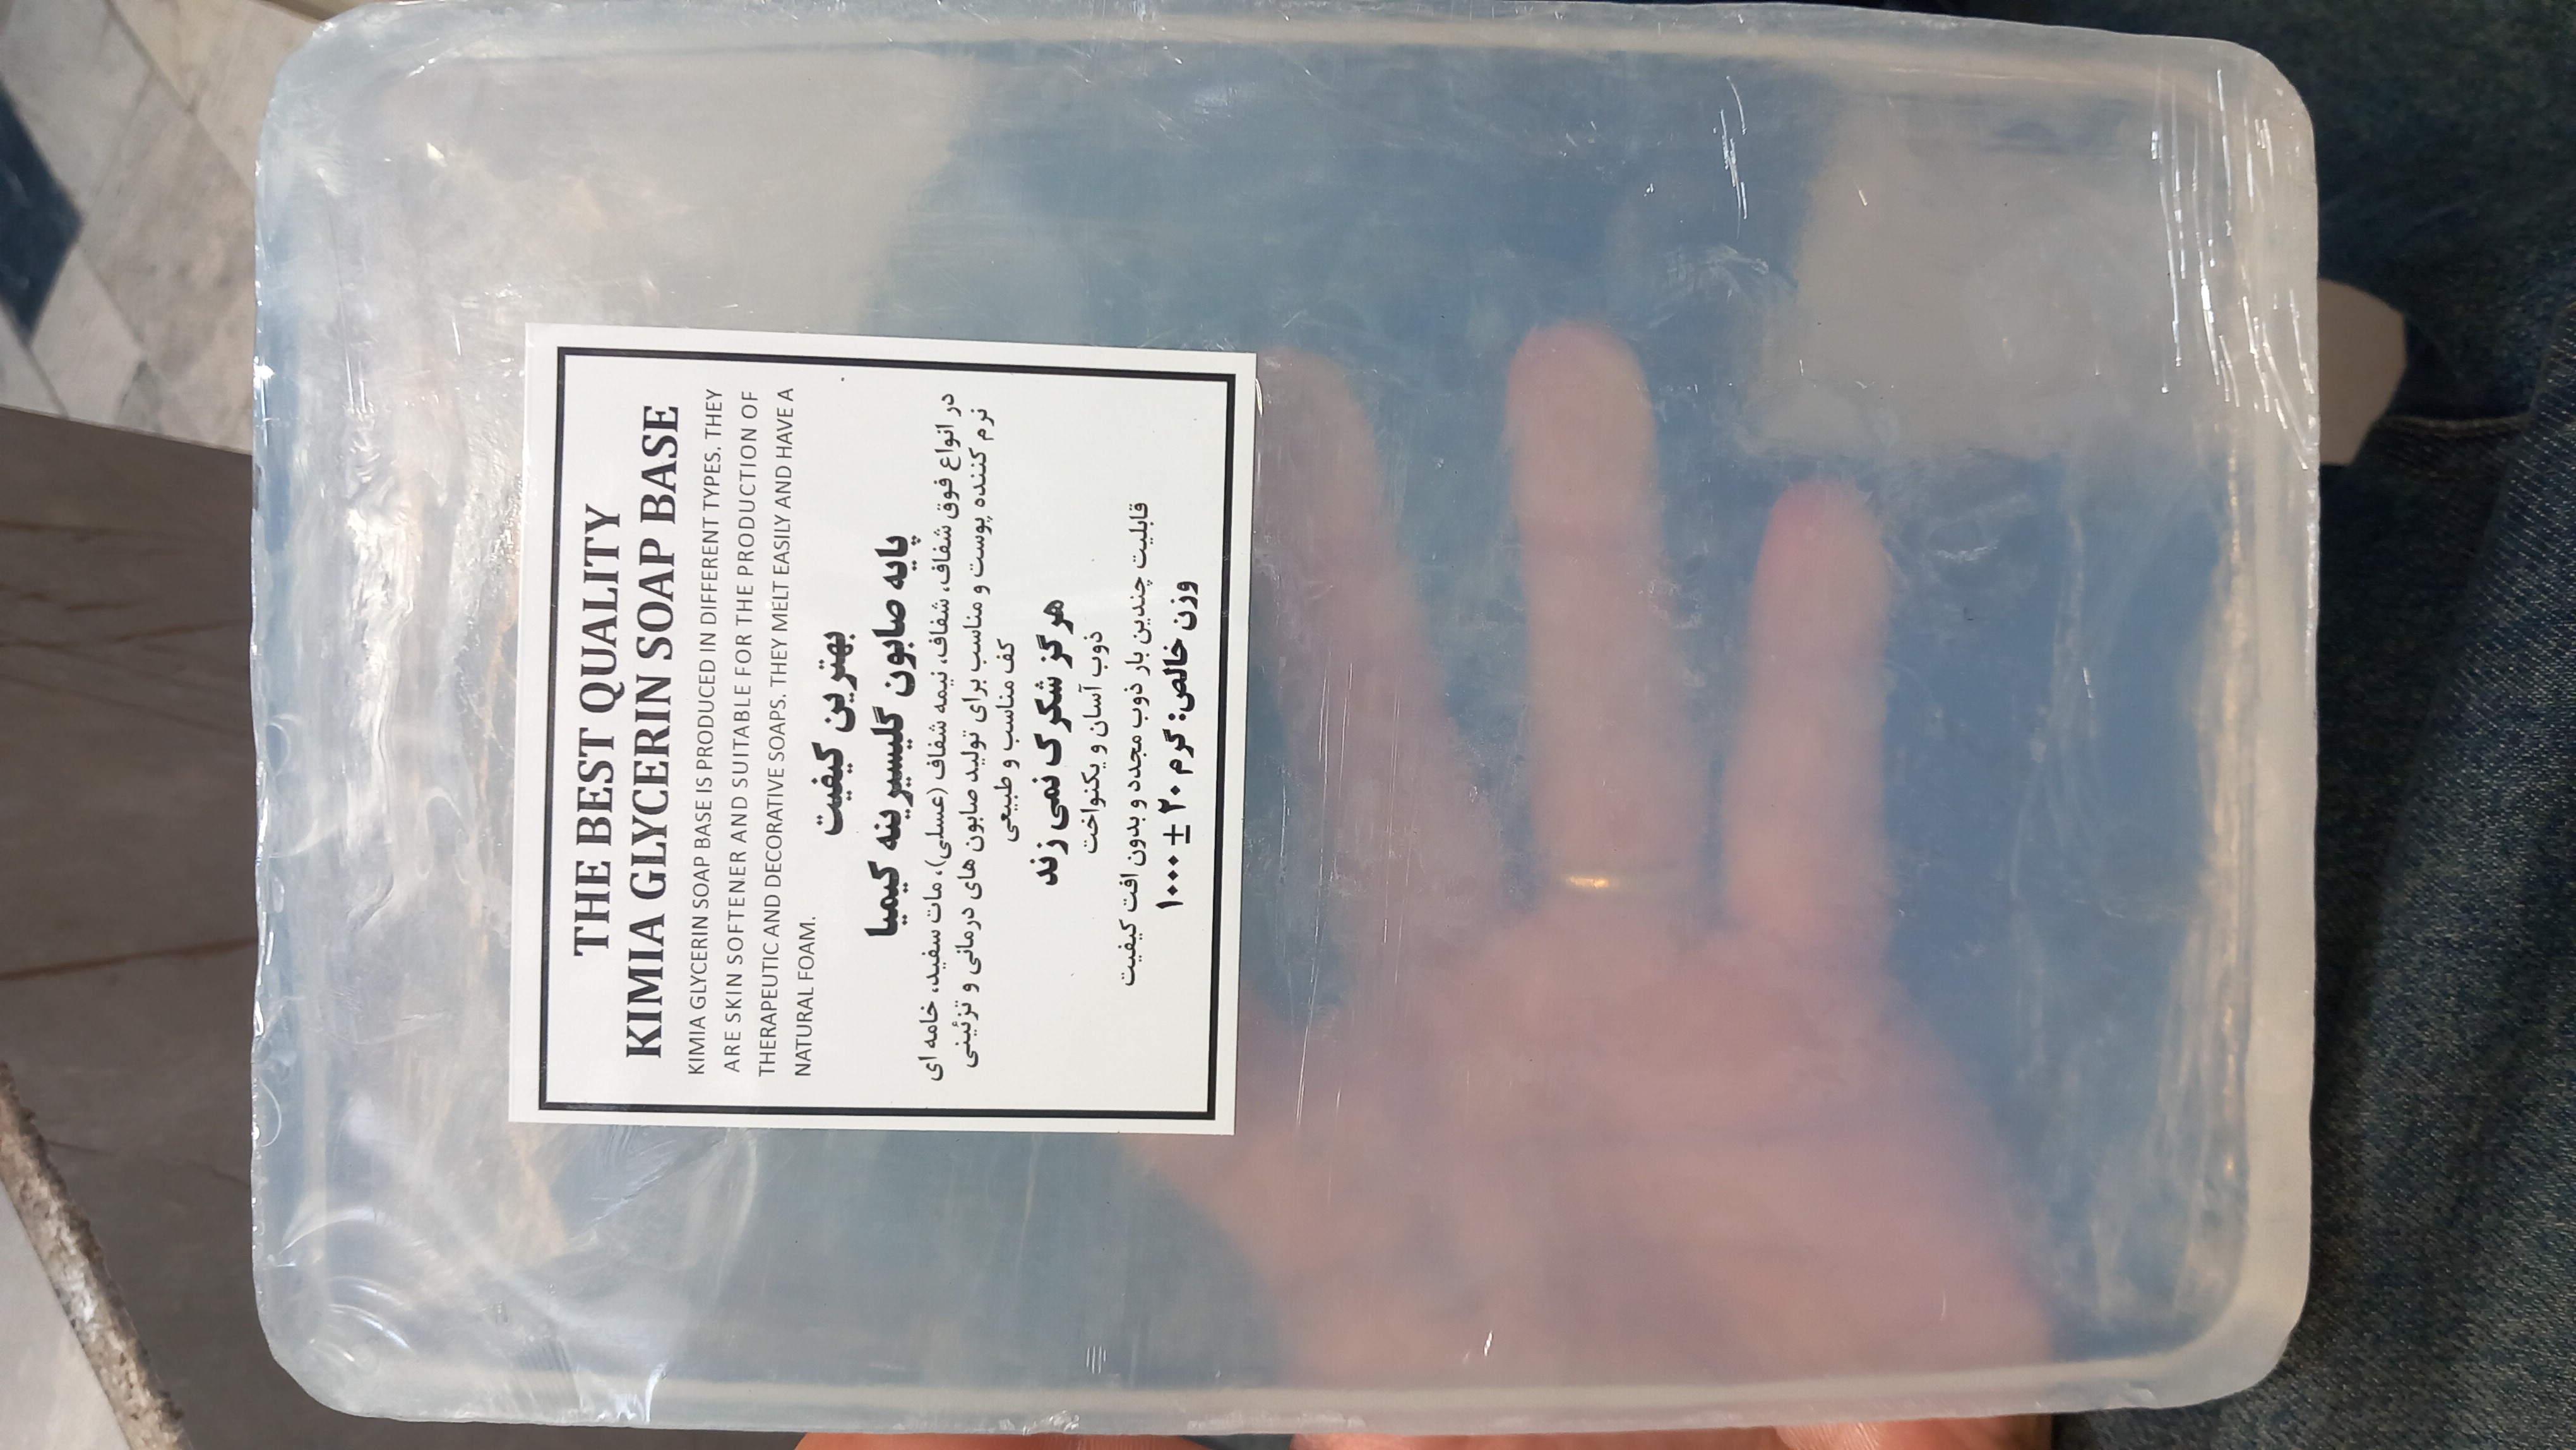 THE BEST QUALITY
KIMIA GLYCERIN SOAP BASE
KIMIA GLYCERIN SOAP BASE IS PRODUCED IN DIFFERENT TYPES. THEY
ARE SKIN SOFTENER AND SUITABLE FOR THE PRODUCTION OF
THERAPEUTIC AND DECORATIVE SOAPS. THEY MELT EASILY AND HAVE A
NATURAL FOAM.
بهترین کیفیت
پایه صابون گلیسیرینه کیمیا
در انواع فوق شفاف، شفاف، نیمه شفاف (عسلی)، مات سفید، خامه ای
نرم کننده پوست و مناسب برای تولید صابون های درمانی و تزئینی
کف مناسب و طبیعی
هرگز شکرک نمی زند
ذوب آسان و یکنواخت
قابلیت چندین بار ذوب مجدد و بدون افت کیفیت
وزن خالص: گرم ۲۰ ± ۱۰۰۰